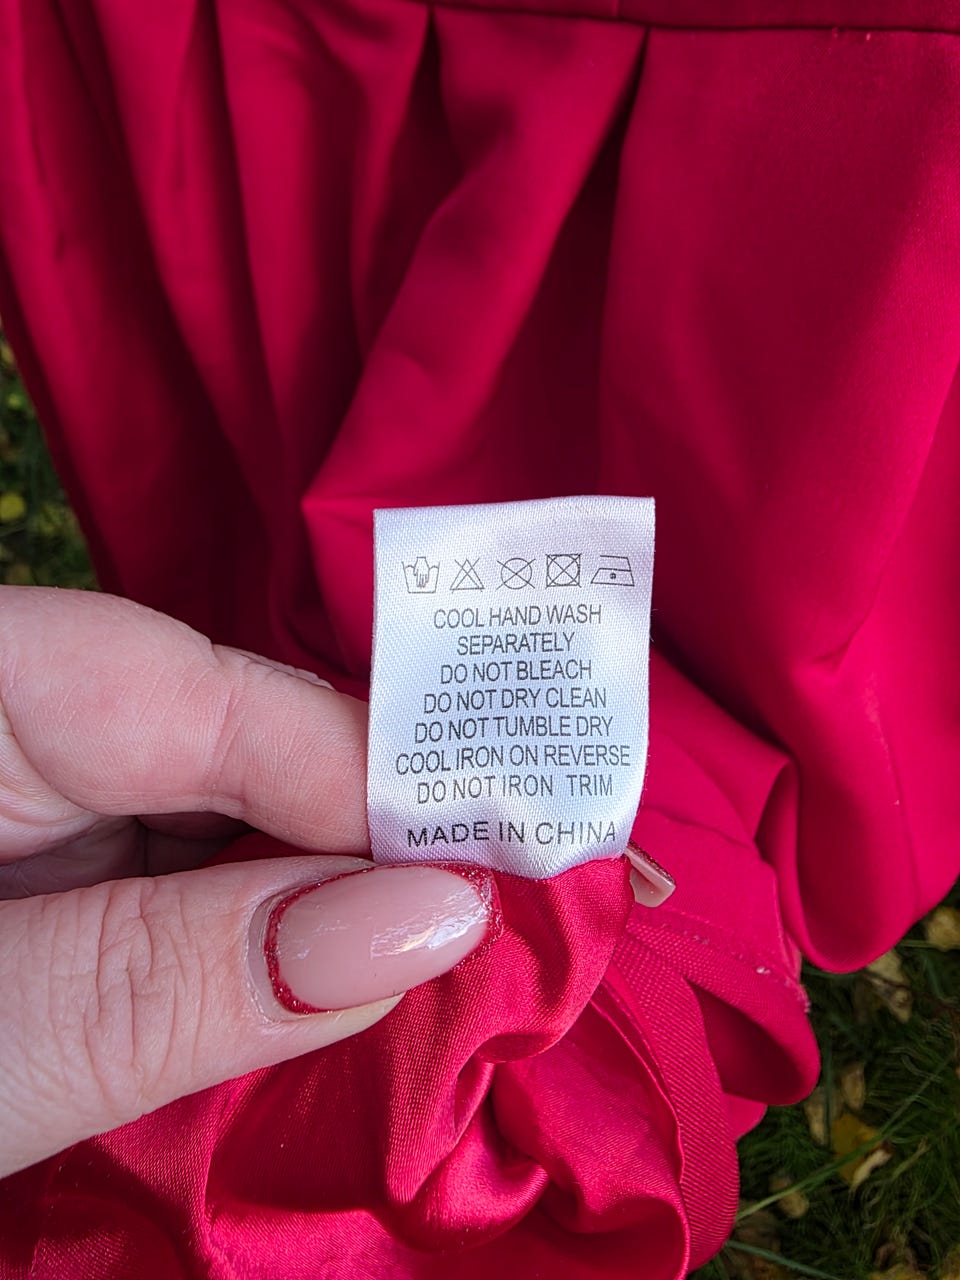 COOL HAND WASH
SEPARATELY
DO NOT BLEACH
DO NOT DRY CLEAN
DO NOT TUMBLE DRY
COOL IRON ON REVERSE
DO NOT IRON TRIM
MADE IN CHINA